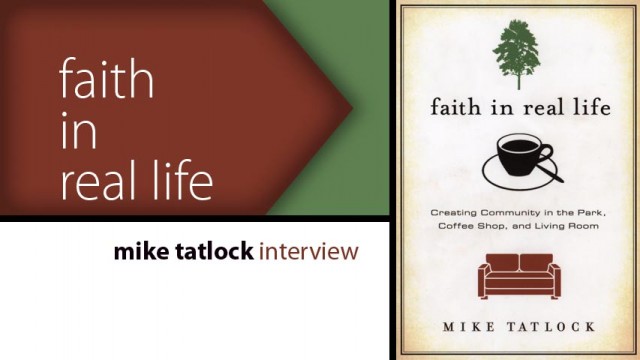 faith
in
real life
mike tatlock interview
faith in real life
Creating Community in the Park,
Coffee Shop, and Living Room
MIKE TATLOCK